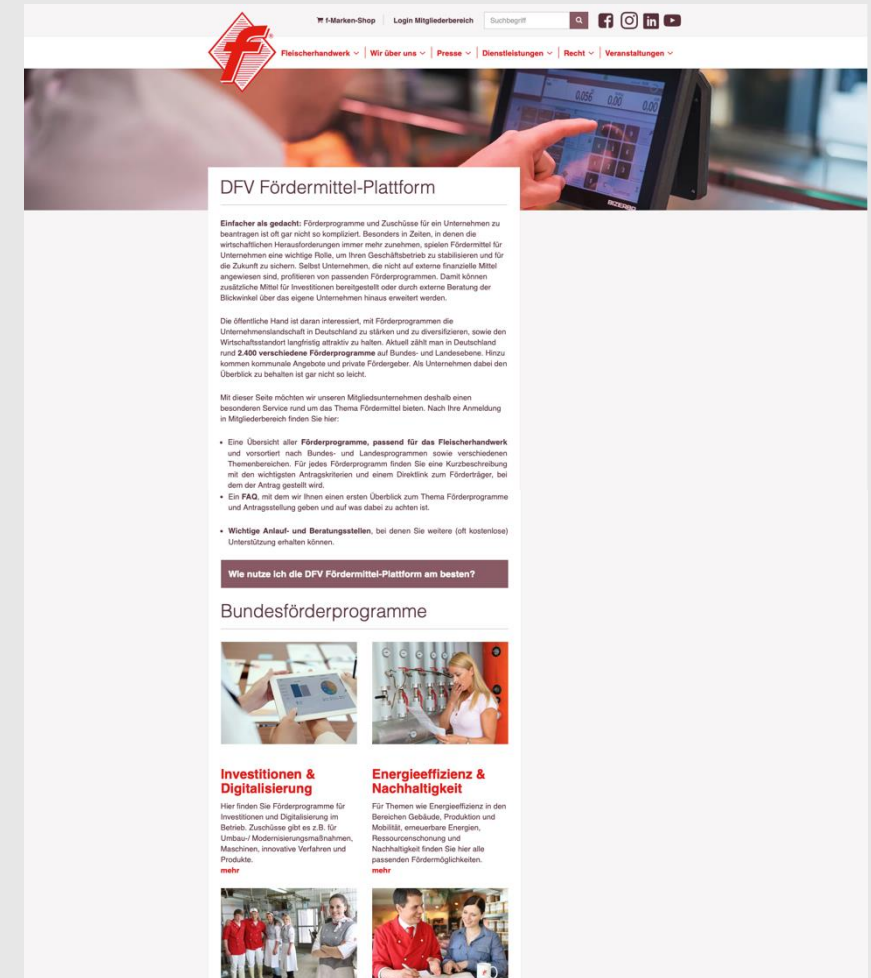 f-Marken-Shop
Login Mitgliederbereich
Suchbegriff
f
Fleischerhandwerk
Wir über uns
Presse
Dienstleistungen
Recht
Veranstaltungen
0,056 0,00 0,00
BIZERBA
DFV Fördermittel-Plattform
Einfacher als gedacht: Förderprogramme und Zuschüsse für ein Unternehmen zu
beantragen ist oft gar nicht so kompliziert. Besonders in Zeiten, in denen die
wirtschaftlichen Herausforderungen immer mehr zunehmen, spielen Fördermittel für
Unternehmen eine wichtige Rolle, um Ihren Geschäftsbetrieb zu stabilisieren und für
die Zukunft zu sichern. Selbst Unternehmen, die nicht auf externe finanzielle Mittel
angewiesen sind, profitieren von passenden Förderprogrammen. Damit können
zusätzliche Mittel für Investitionen bereitgestellt oder durch externe Beratung der
Blickwinkel über das eigene Unternehmen hinaus erweitert werden.
Die öffentliche Hand ist daran interessiert, mit Förderprogrammen die
Unternehmenslandschaft in Deutschland zu stärken und zu diversifizieren, sowie den
Wirtschaftsstandort langfristig attraktiv zu halten. Aktuell zählt man in Deutschland
rund 2.400 verschiedene Förderprogramme auf Bundes- und Landesebene. Hinzu
kommen kommunale Angebote und private Fördergeber. Als Unternehmen dabei den
Überblick zu behalten ist gar nicht so leicht.
Mit dieser Seite möchten wir unseren Mitgliedsunternehmen deshalb einen
besonderen Service rund um das Thema Fördermittel bieten. Nach Ihre Anmeldung
in Mitgliederbereich finden Sie hier:
• Eine Übersicht aller Förderprogramme, passend für das Fleischerhandwerk
und vorsortiert nach Bundes- und Landesprogrammen sowie verschiedenen
Themenbereichen. Für jedes Förderprogramm finden Sie eine Kurzbeschreibung
mit den wichtigsten Antragskriterien und einem Direktlink zum Förderträger, bei
dem der Antrag gestellt wird.
• Ein FAQ, mit dem wir Ihnen einen ersten Überblick zum Thema Förderprogramme
und Antragsstellung geben und auf was dabei zu achten ist.
• Wichtige Anlauf- und Beratungsstellen, bei denen Sie weitere (oft kostenlose)
Unterstützung erhalten können.
Wie nutze ich die DFV Fördermittel-Plattform am besten?
Bundesförderprogramme
Investitionen &
Digitalisierung
Hier finden Sie Förderprogramme für
Investitionen und Digitalisierung im
Betrieb. Zuschüsse gibt es z.B. für
Umbau-/ Modernisierungsmaßnahmen,
Maschinen, innovative Verfahren und
Produkte.
mehr
Energieeffizienz &
Nachhaltigkeit
Für Themen wie Energieeffizienz in den
Bereichen Gebäude, Produktion und
Mobilität, erneuerbare Energien,
Ressourcenschonung und
Nachhaltigkeit finden Sie hier alle
passenden Fördermöglichkeiten.
mehr